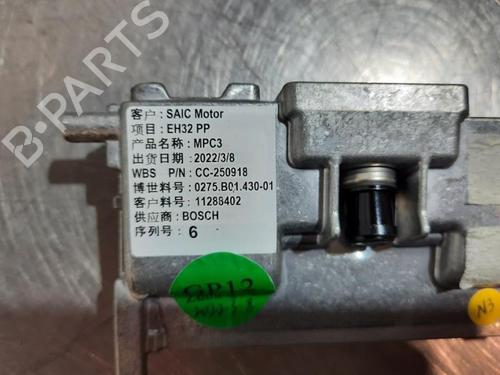 B-PARTS
客户: SAIC Motor
项目: EH32 PP
产品名称: MPC3
出货日期: 2022/3/8
WBS P/N: CC-250918
博世料号: 0275.B01.430-01
客户料号: 11288402
供应商: BOSCH
序列号: 6
GP12
N3